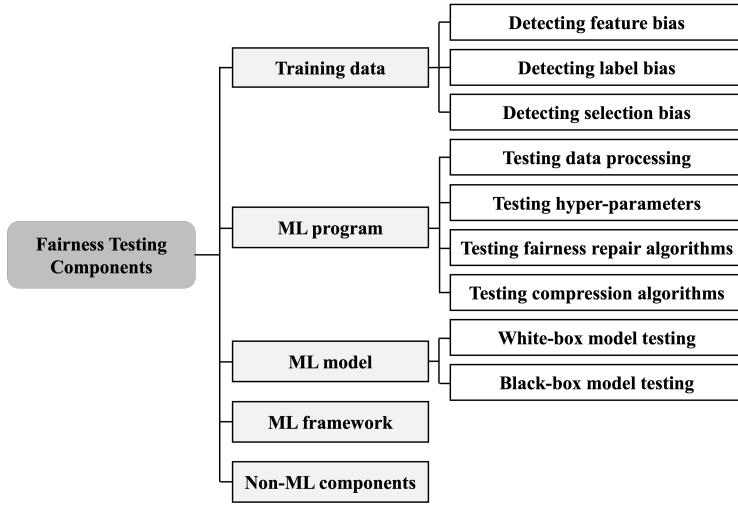 Fairness Testing
Components
Training data
Detecting feature bias
Detecting label bias
Detecting selection bias
ML program
Testing data processing
Testing hyper-parameters
Testing fairness repair algorithms
Testing compression algorithms
ML model
White-box model testing
Black-box model testing
ML framework
Non-ML components